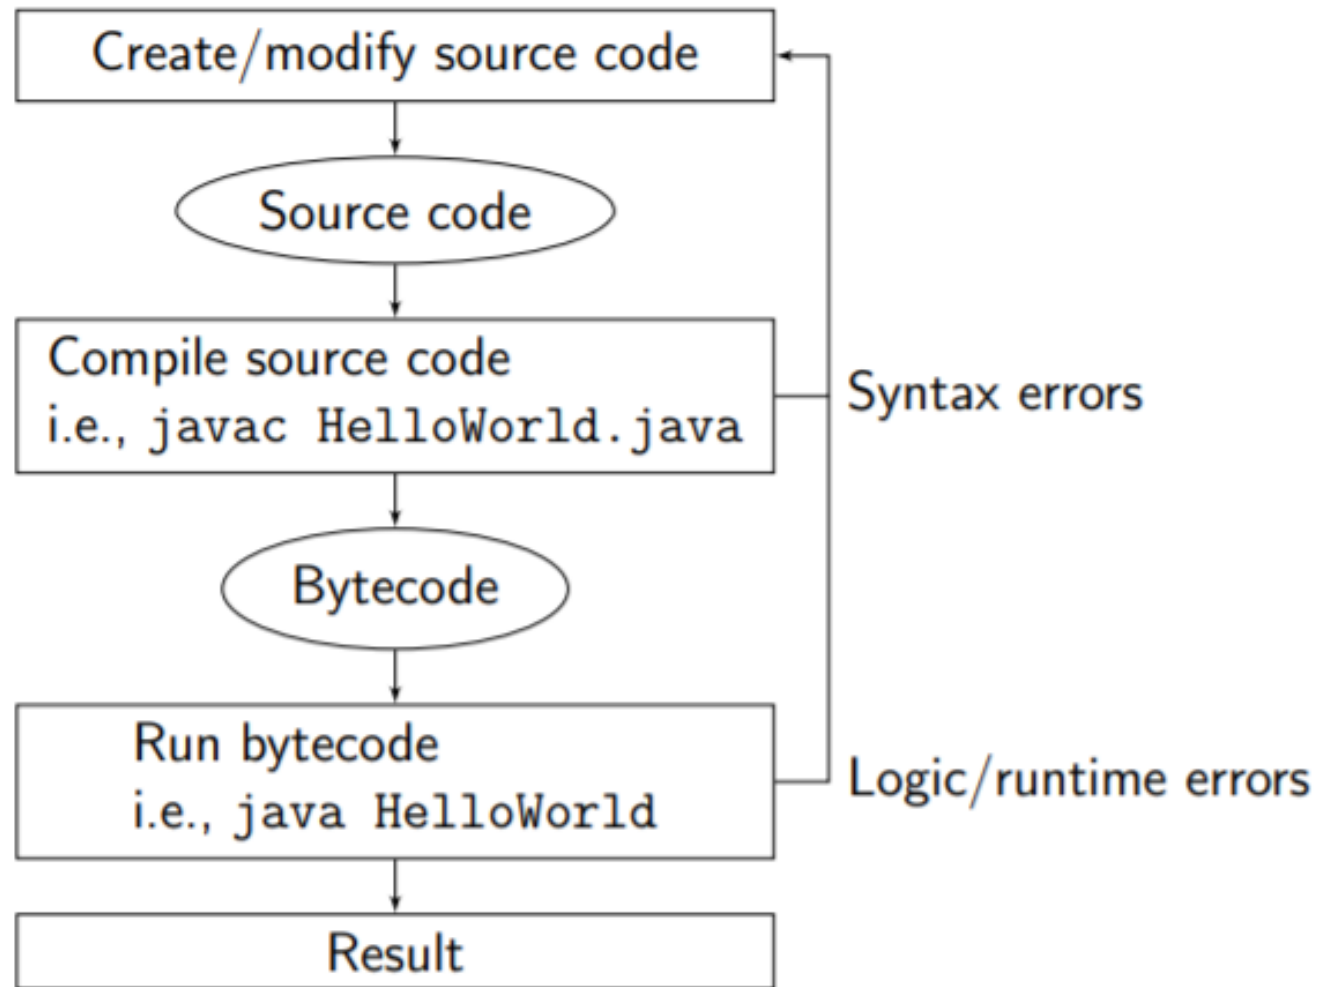 Create/modify source code
Source code
Compile source code
i.e., javac HelloWorld.java
Syntax errors
Bytecode
Run bytecode
i.e., java HelloWorld
Logic/runtime errors
Result